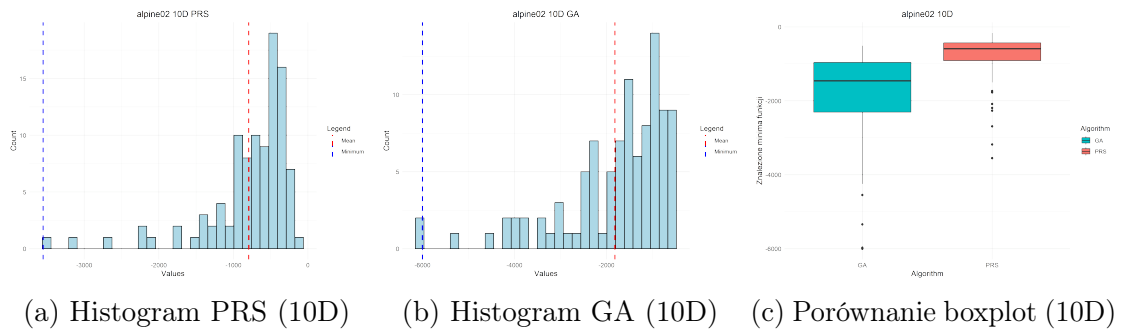 alpine02 10D PRS
Count
15
10
5
0
-3000
-2000
-1000
0
Values
Legend
Mean
Minimum
alpine02 10D GA
Count
10
5
0
-6000
-4000
-2000
Values
Legend
Mean
Minimum
alpine02 10D
Znalezione minima funkcji
0
-2000
-4000
-6000
GA
PRS
Algorithm
Algorithm
GA
PRS
(a) Histogram PRS (10D)
(b) Histogram GA (10D)
(c) Porównanie boxplot (10D)